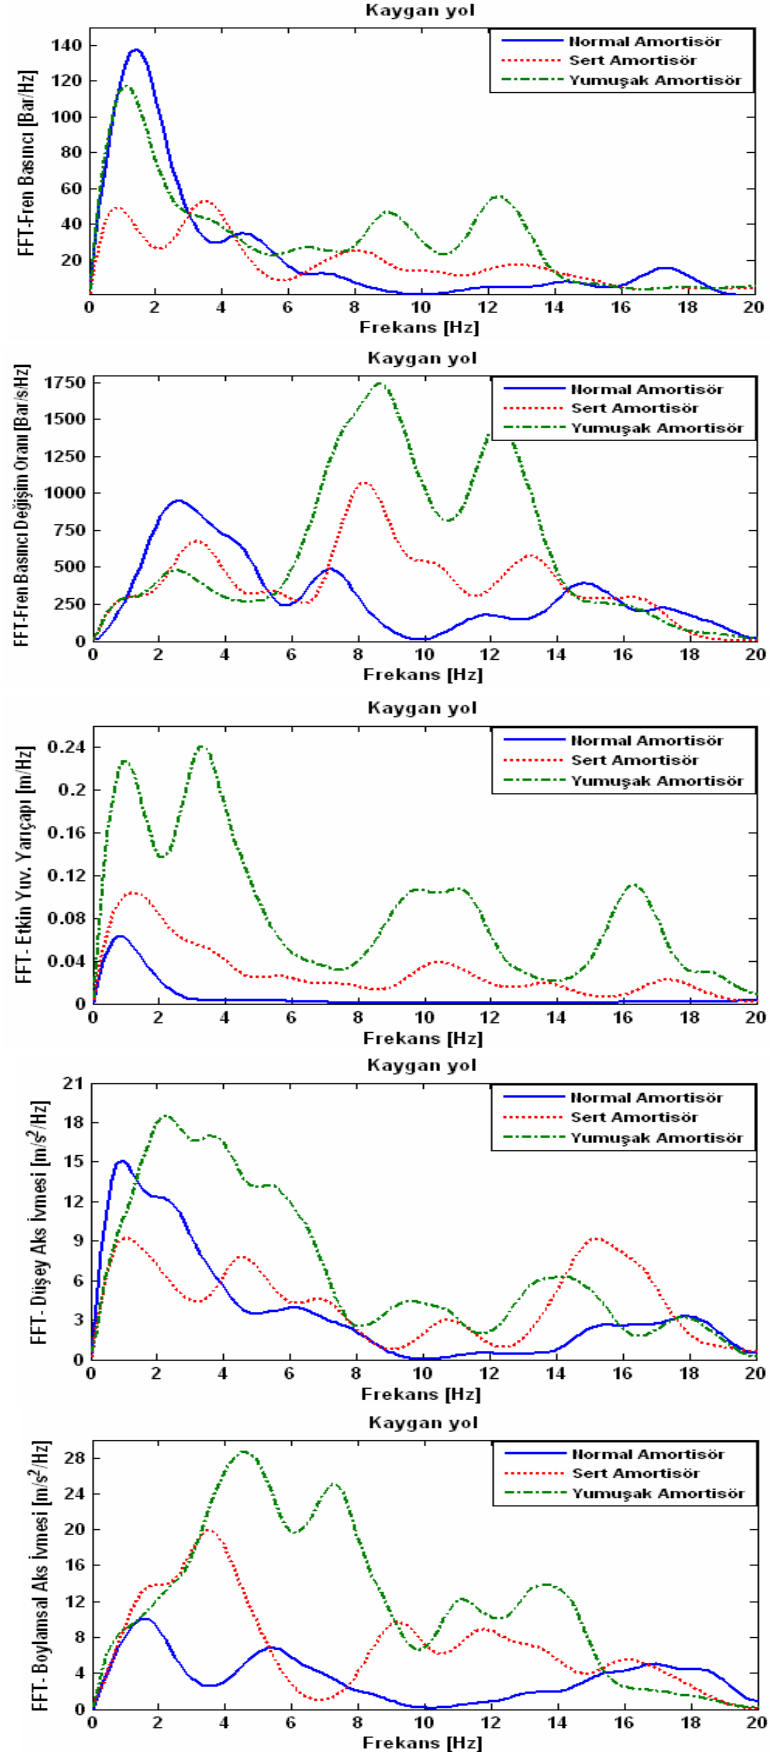 Kaygan yol
FFT-Fren Basıncı [Bar/Hz]
140
120
100
80
60
40
20
Normal Amortisör
Sert Amortisör
Yumuşak Amortisör
0 2 4 6 8 10 12 14 16 18 20
Frekans [Hz]
Kaygan yol
FFT-Fren Basıncı Değişim Oranı [Bar/s/Hz]
1750
1500
1250
1000
750
500
250
0
Normal Amortisör
Sert Amortisör
Yumuşak Amortisör
0 2 4 6 8 10 12 14 16 18 20
Frekans [Hz]
Kaygan yol
FFT- Etkin Yuv. Yarıçapı [m/Hz]
0.24
0.2
0.16
0.12
0.08
0.04
0
Normal Amortisör
Sert Amortisör
Yumuşak Amortisör
0 2 4 6 8 10 12 14 16 18 20
Frekans [Hz]
Kaygan yol
FFT- Düşey Aks İvmesi [m/s²/Hz]
21
18
15
12
9
6
3
0
Normal Amortisör
Sert Amortisör
Yumuşak Amortisör
0 2 4 6 8 10 12 14 16 18 20
Frekans [Hz]
Kaygan yol
FFT- Boylamsal Aks İvmesi [m/s²/Hz]
28
24
20
16
12
8
4
0
Normal Amortisör
Sert Amortisör
Yumuşak Amortisör
0 2 4 6 8 10 12 14 16 18 20
Frekans [Hz]